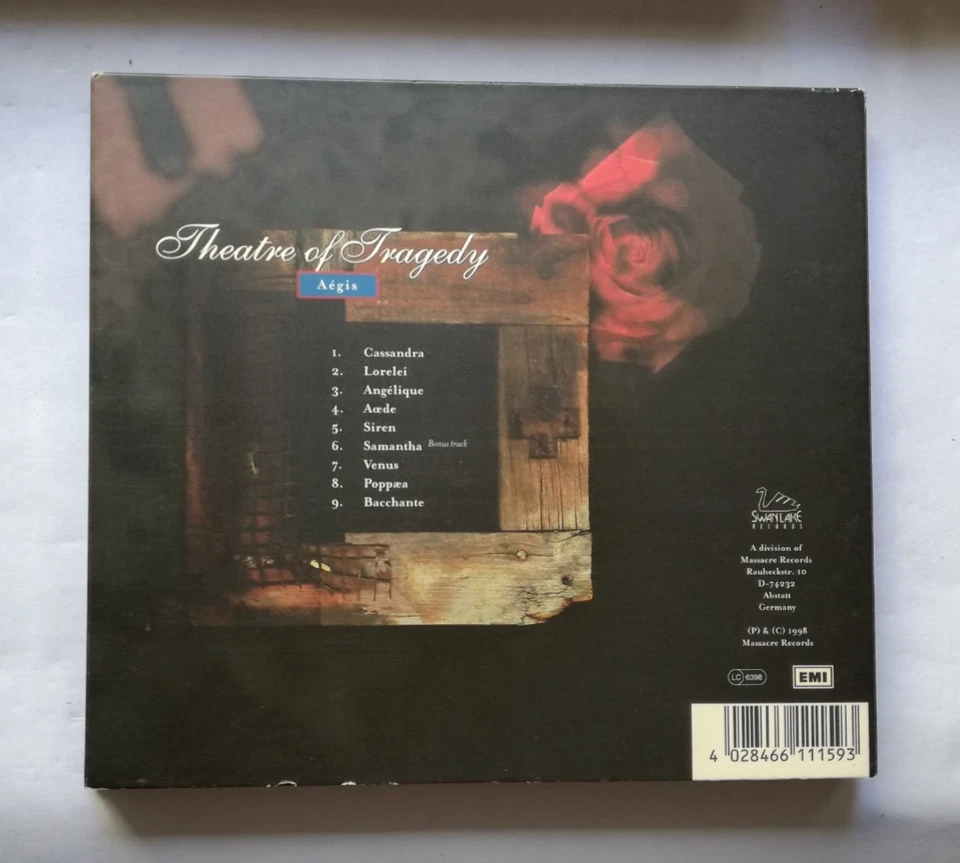 Theatre of Tragedy
Aégis
1. Cassandra
2. Lorelei
3. Angélique
4. Aœde
5. Siren
6. Samantha Bonus track
7. Venus
8. Poppæa
9. Bacchante
SWAN LAKE
RECORDS
A division of
Massacre Records
Rauheckstr. 10
D-74232
Abstatt
Germany
(P) & (C) 1998
Massacre Records
LC 6398
EMI
4 028466 111593